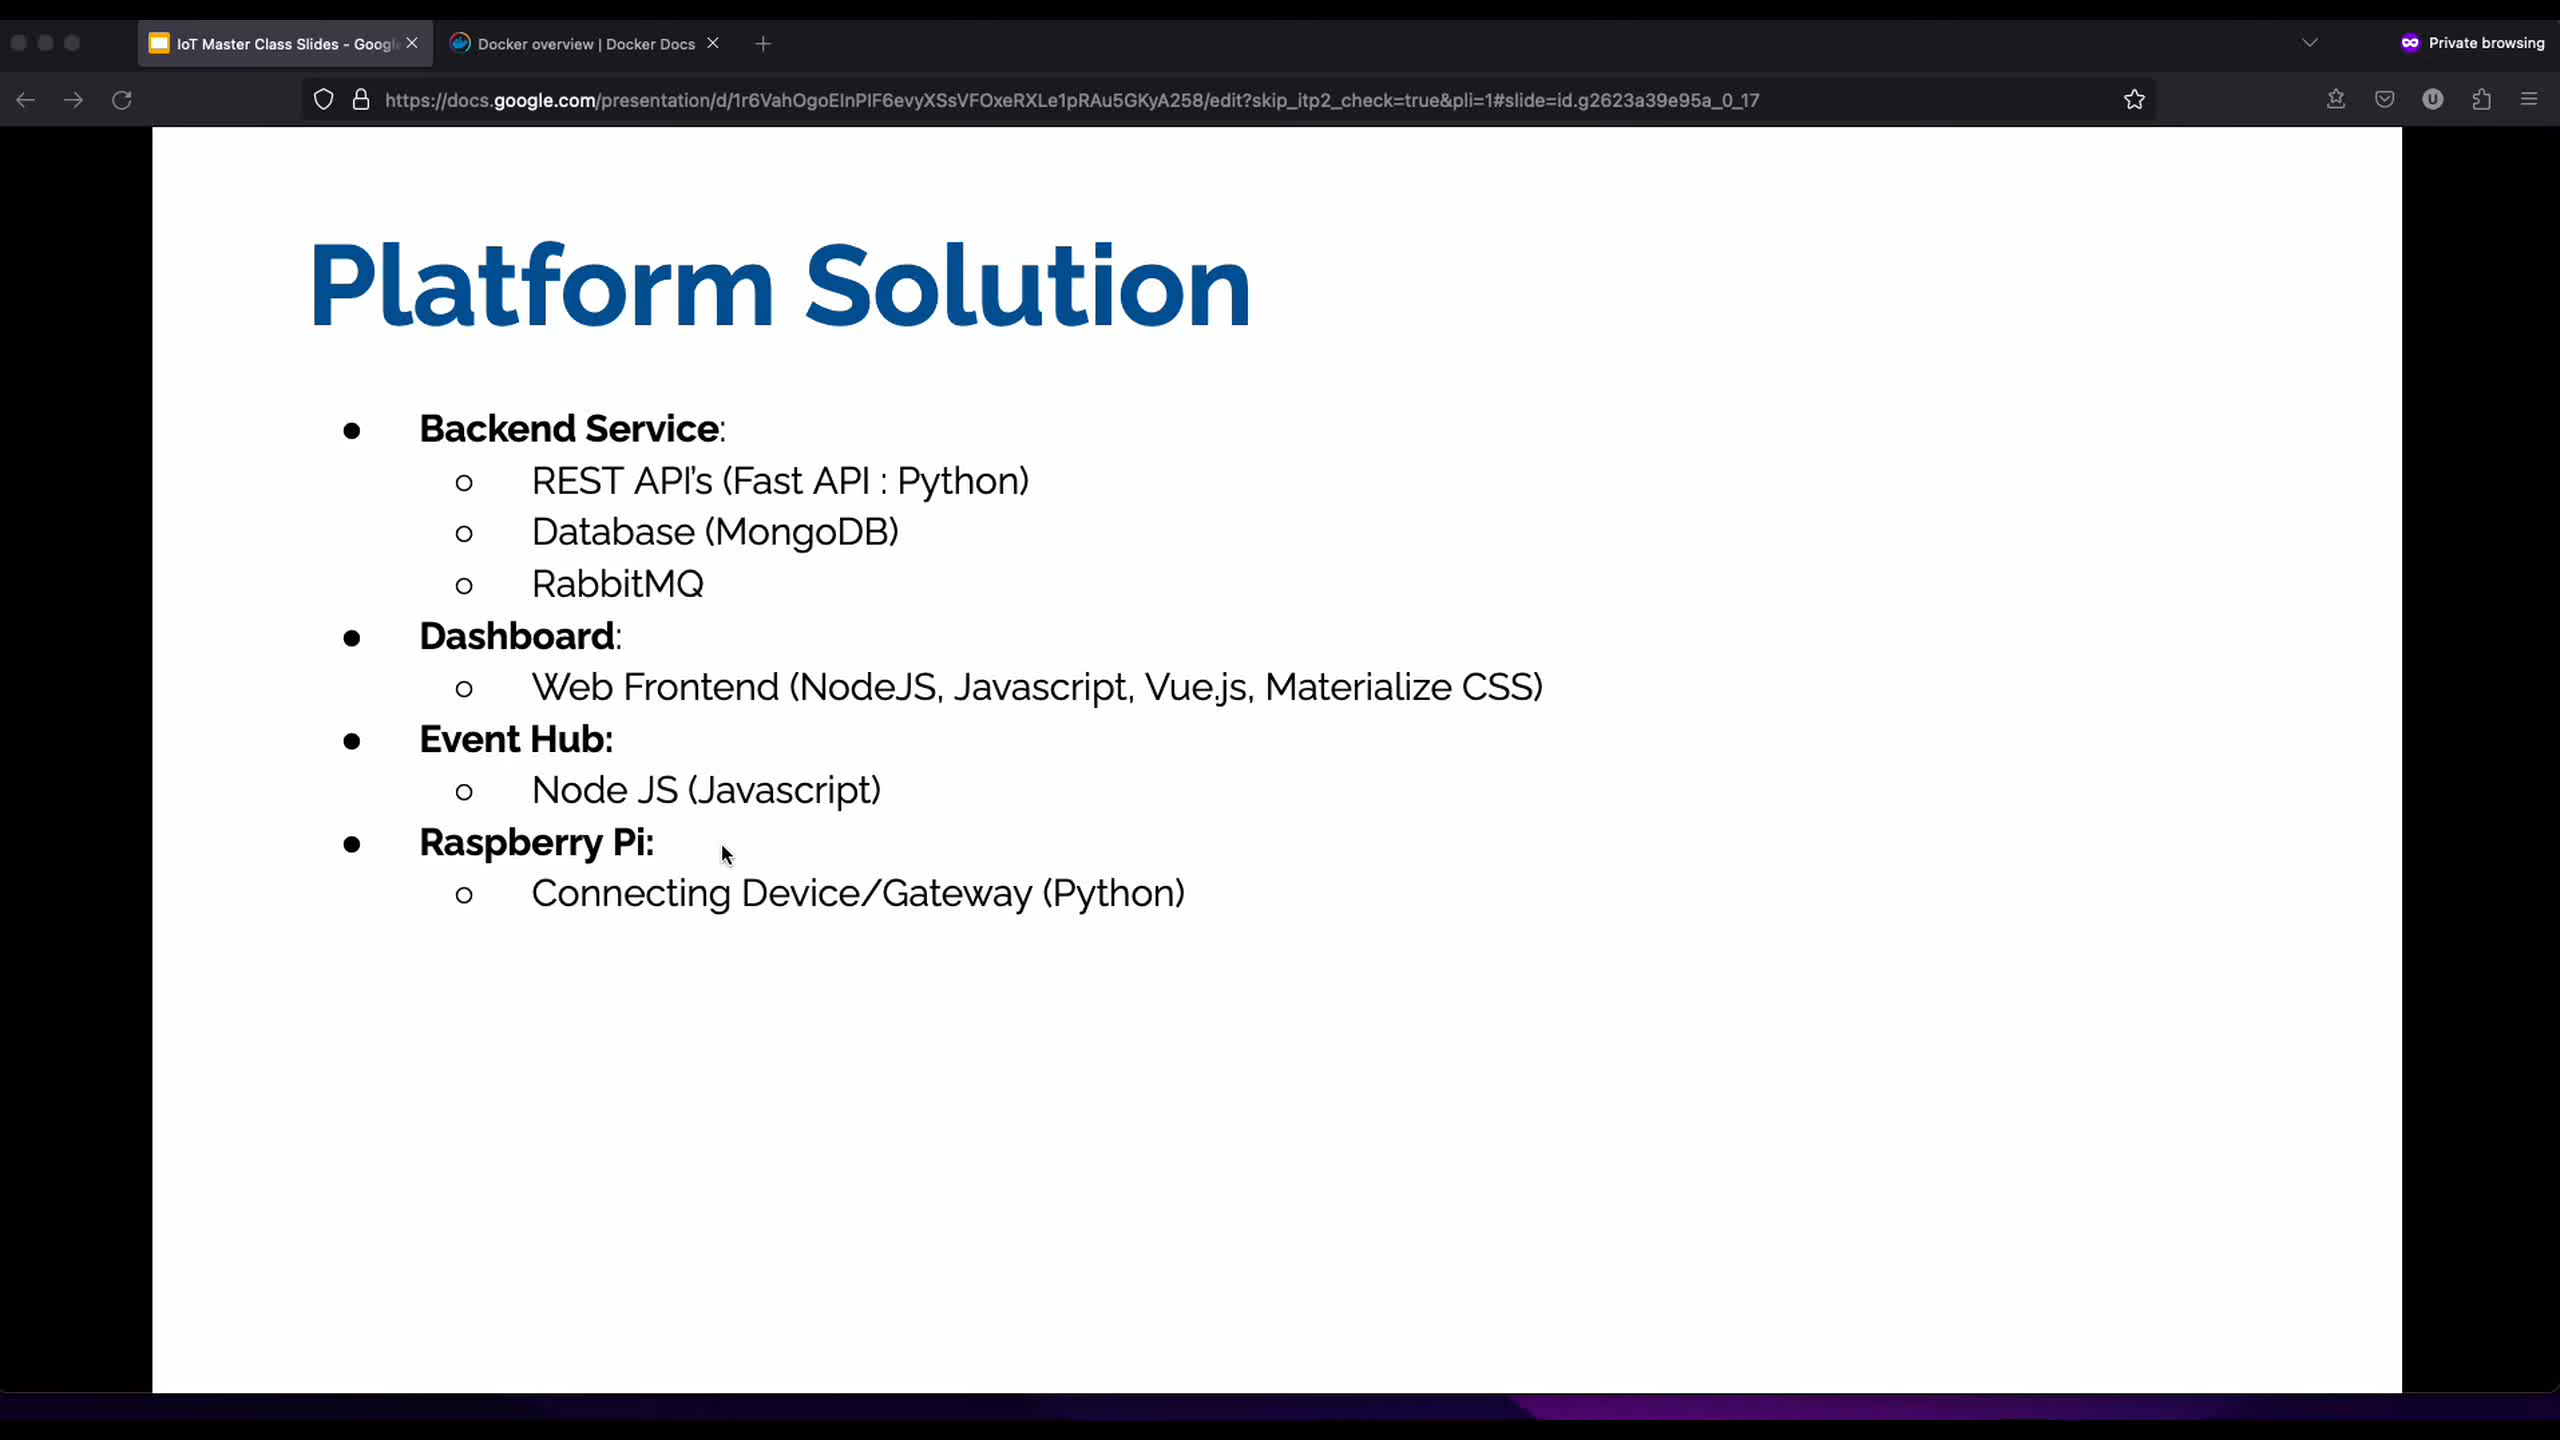 IoT Master Class Slides - Google
Docker overview | Docker Docs
Private browsing
https://docs.google.com/presentation/d/1r6VahOgoEInPIF6evyXSsVFOxeRXLe1pRAu5GKyA258/edit?skip_itp2_check=true&pli=1#slide=id.g2623a39e95a_0_17
Platform Solution
● Backend Service:
○ REST API's (Fast API : Python)
○ Database (MongoDB)
○ RabbitMQ
● Dashboard:
○ Web Frontend (NodeJS, Javascript, Vue.js, Materialize CSS)
● Event Hub:
○ Node JS (Javascript)
● Raspberry Pi:
○ Connecting Device/Gateway (Python)